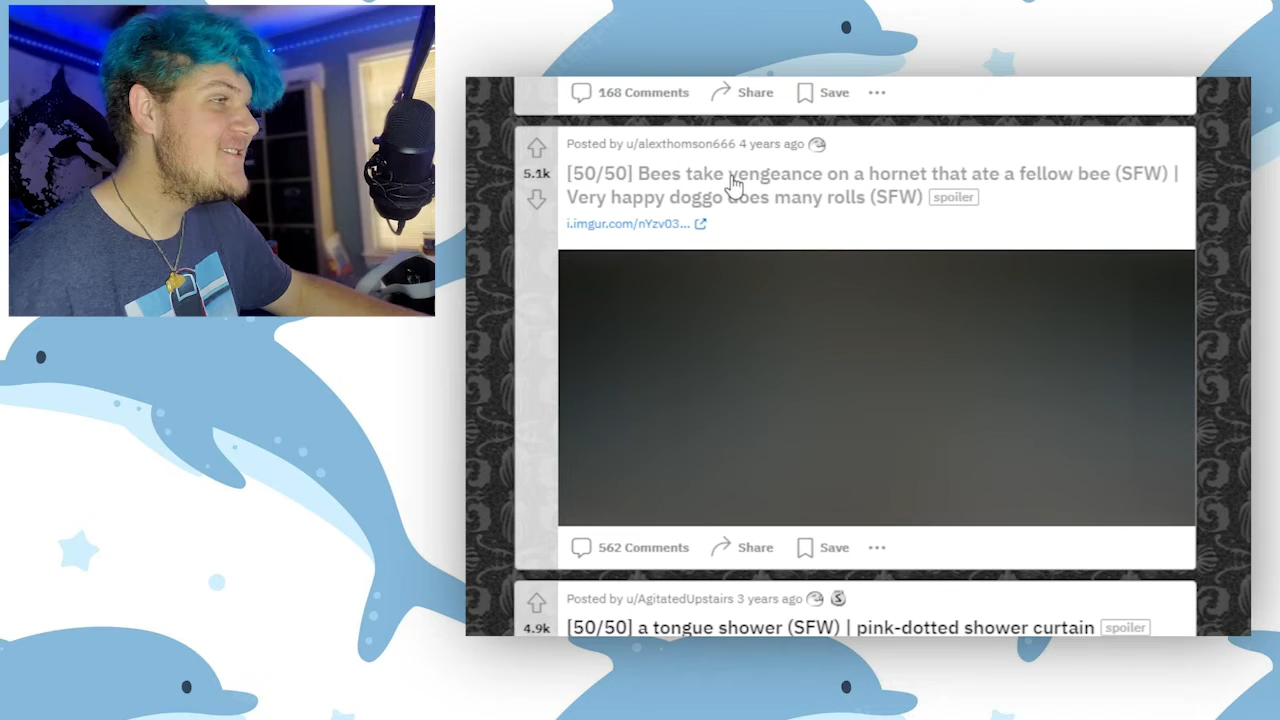 168 Comments Share Save
Posted by u/alexthomson666 4 years ago
5.1k
[50/50] Bees take vengeance on a hornet that ate a fellow bee (SFW) |
Very happy doggo does many rolls (SFW) spoiler
i.imgur.com/nYzv03...
562 Comments Share Save
Posted by u/AgitatedUpstairs 3 years ago
4.9k
[50/50] a tongue shower (SFW) | pink-dotted shower curtain spoiler